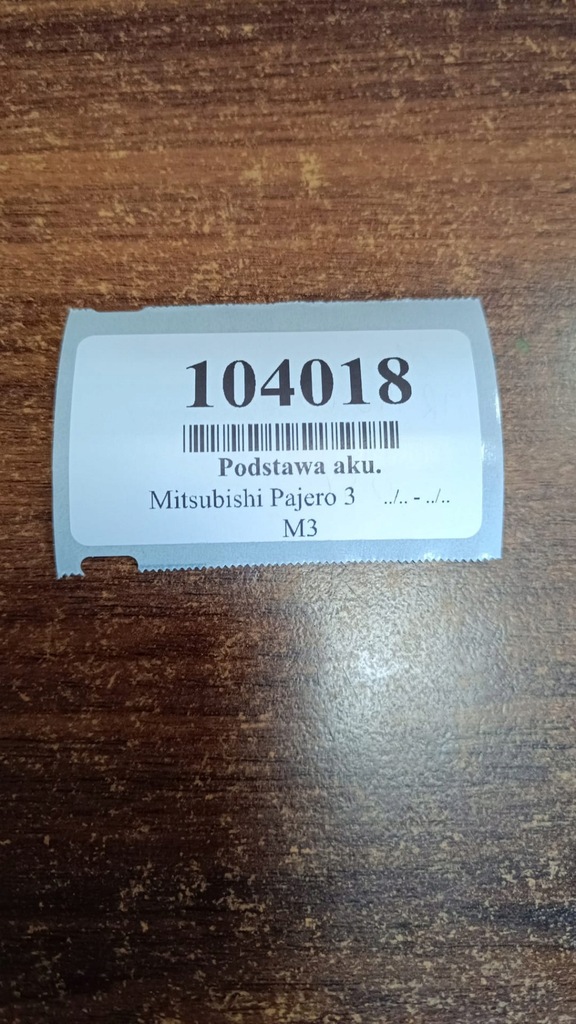 104018
Podstawa aku.
Mitsubishi Pajero 3 ../.. - ../..
M3